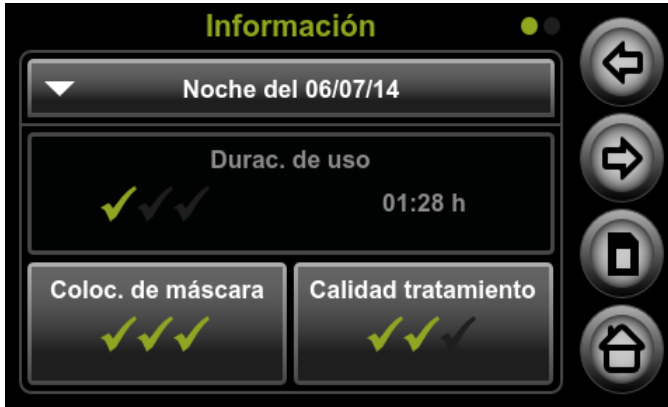 Información
Noche del 06/07/14
Durac. de uso
01:28 h
Coloc. de máscara
Calidad tratamiento